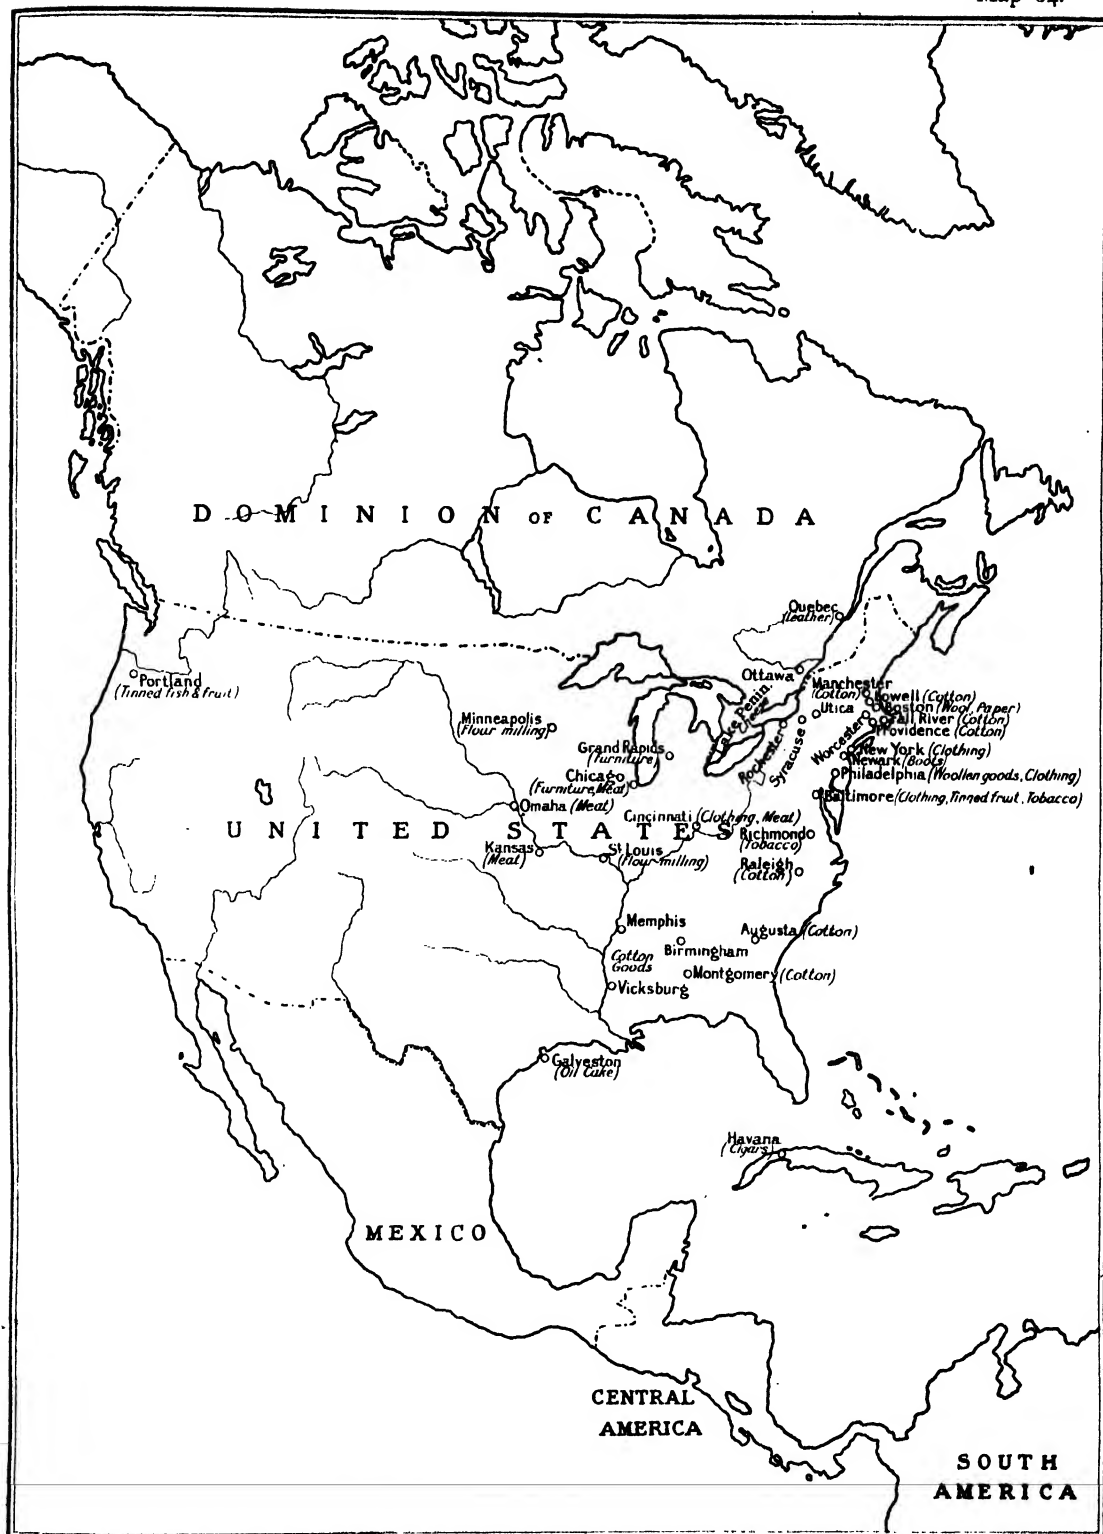 Map 64.
DOMINION OF CANADA
Quebec
(Leather)
Ottawa
Manchester
(Cotton)
Lowell (Cotton)
Boston (Wool, Paper)
Utica
Fall River (Cotton)
Providence (Cotton)
Worcester
Lake Penin.
Rochester
Syracuse
New York (Clothing)
Newark (Boots)
Philadelphia (Woollen goods, Clothing)
Baltimore (Clothing, Tinned fruit, Tobacco)
Portland
(Tinned fish & fruit)
Minneapolis
(Flour milling)
Grand Rapids
(Furniture)
Chicago
(Furniture, Meat)
Omaha (Meat)
Cincinnati (Clothing, Meat)
UNITED STATES
Richmond
(Tobacco)
Kansas
(Meat)
St Louis
(Flour-milling)
Raleigh
(Cotton)
Memphis
Augusta (Cotton)
Birmingham
Cotton
Goods
Montgomery (Cotton)
Vicksburg
Galveston
(Oil Cake)
Havana
(Cigars)
MEXICO
CENTRAL
AMERICA
SOUTH
AMERICA